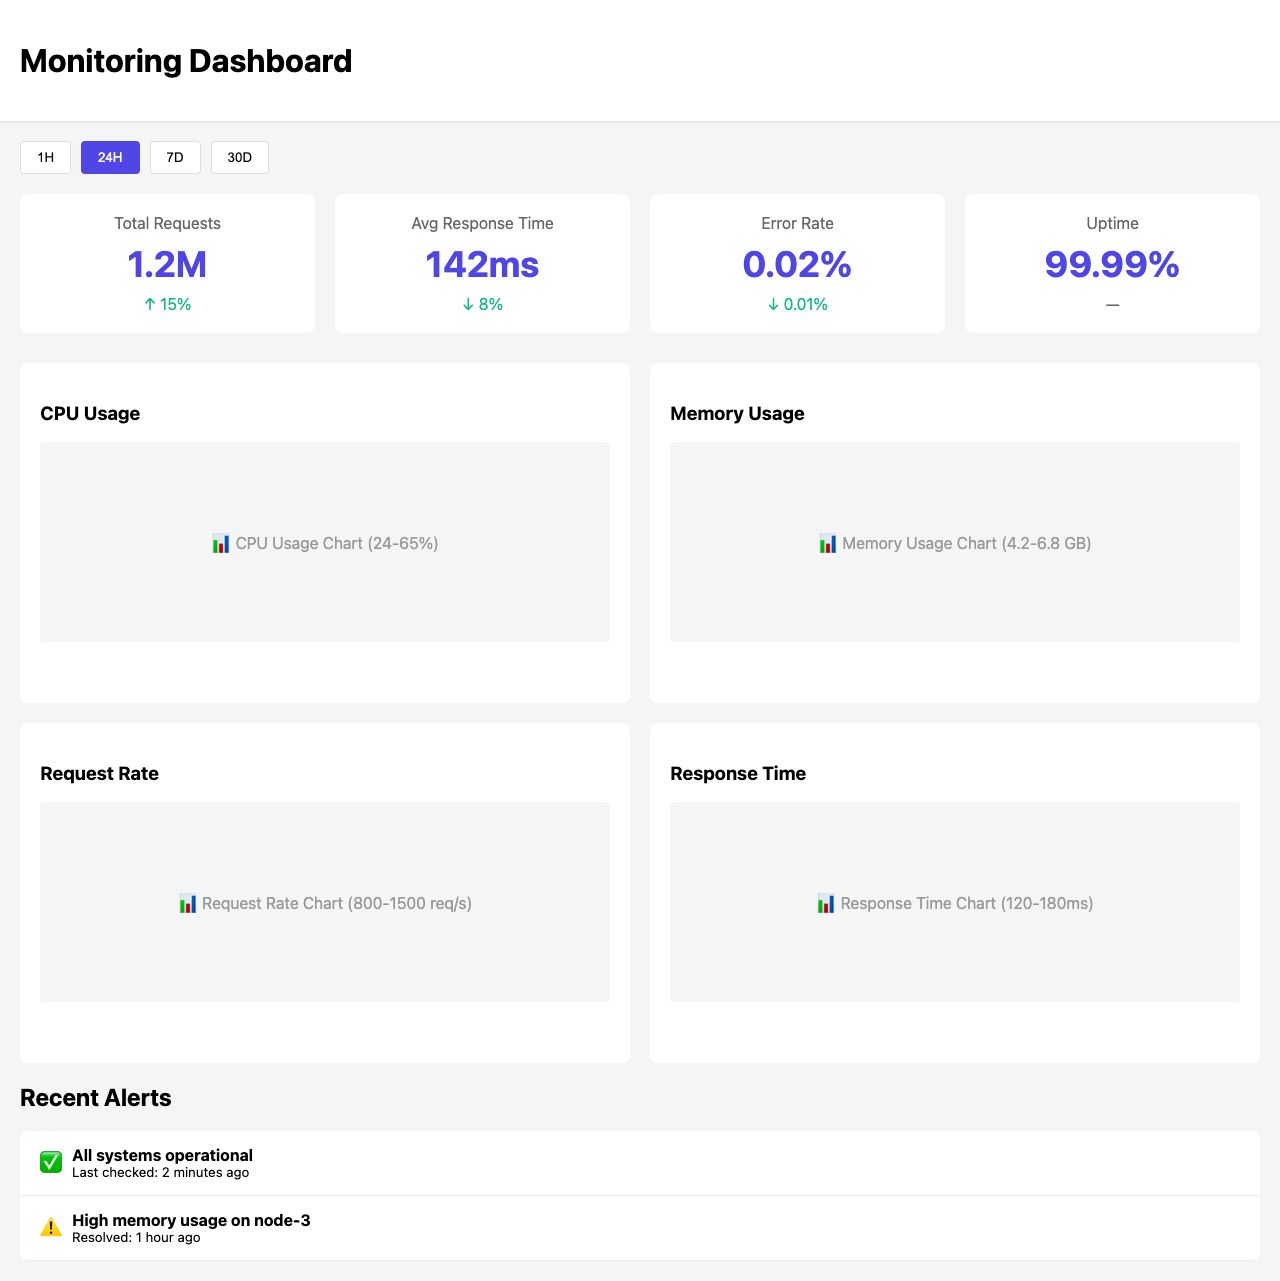 Monitoring Dashboard
1H 24H 7D 30D
Total Requests
1.2M
↑ 15%
Avg Response Time
142ms
↓ 8%
Error Rate
0.02%
↓ 0.01%
Uptime
99.99%
—
CPU Usage
📊 CPU Usage Chart (24-65%)
Memory Usage
📊 Memory Usage Chart (4.2-6.8 GB)
Request Rate
📊 Request Rate Chart (800-1500 req/s)
Response Time
📊 Response Time Chart (120-180ms)
Recent Alerts
✅ All systems operational
Last checked: 2 minutes ago
⚠️ High memory usage on node-3
Resolved: 1 hour ago